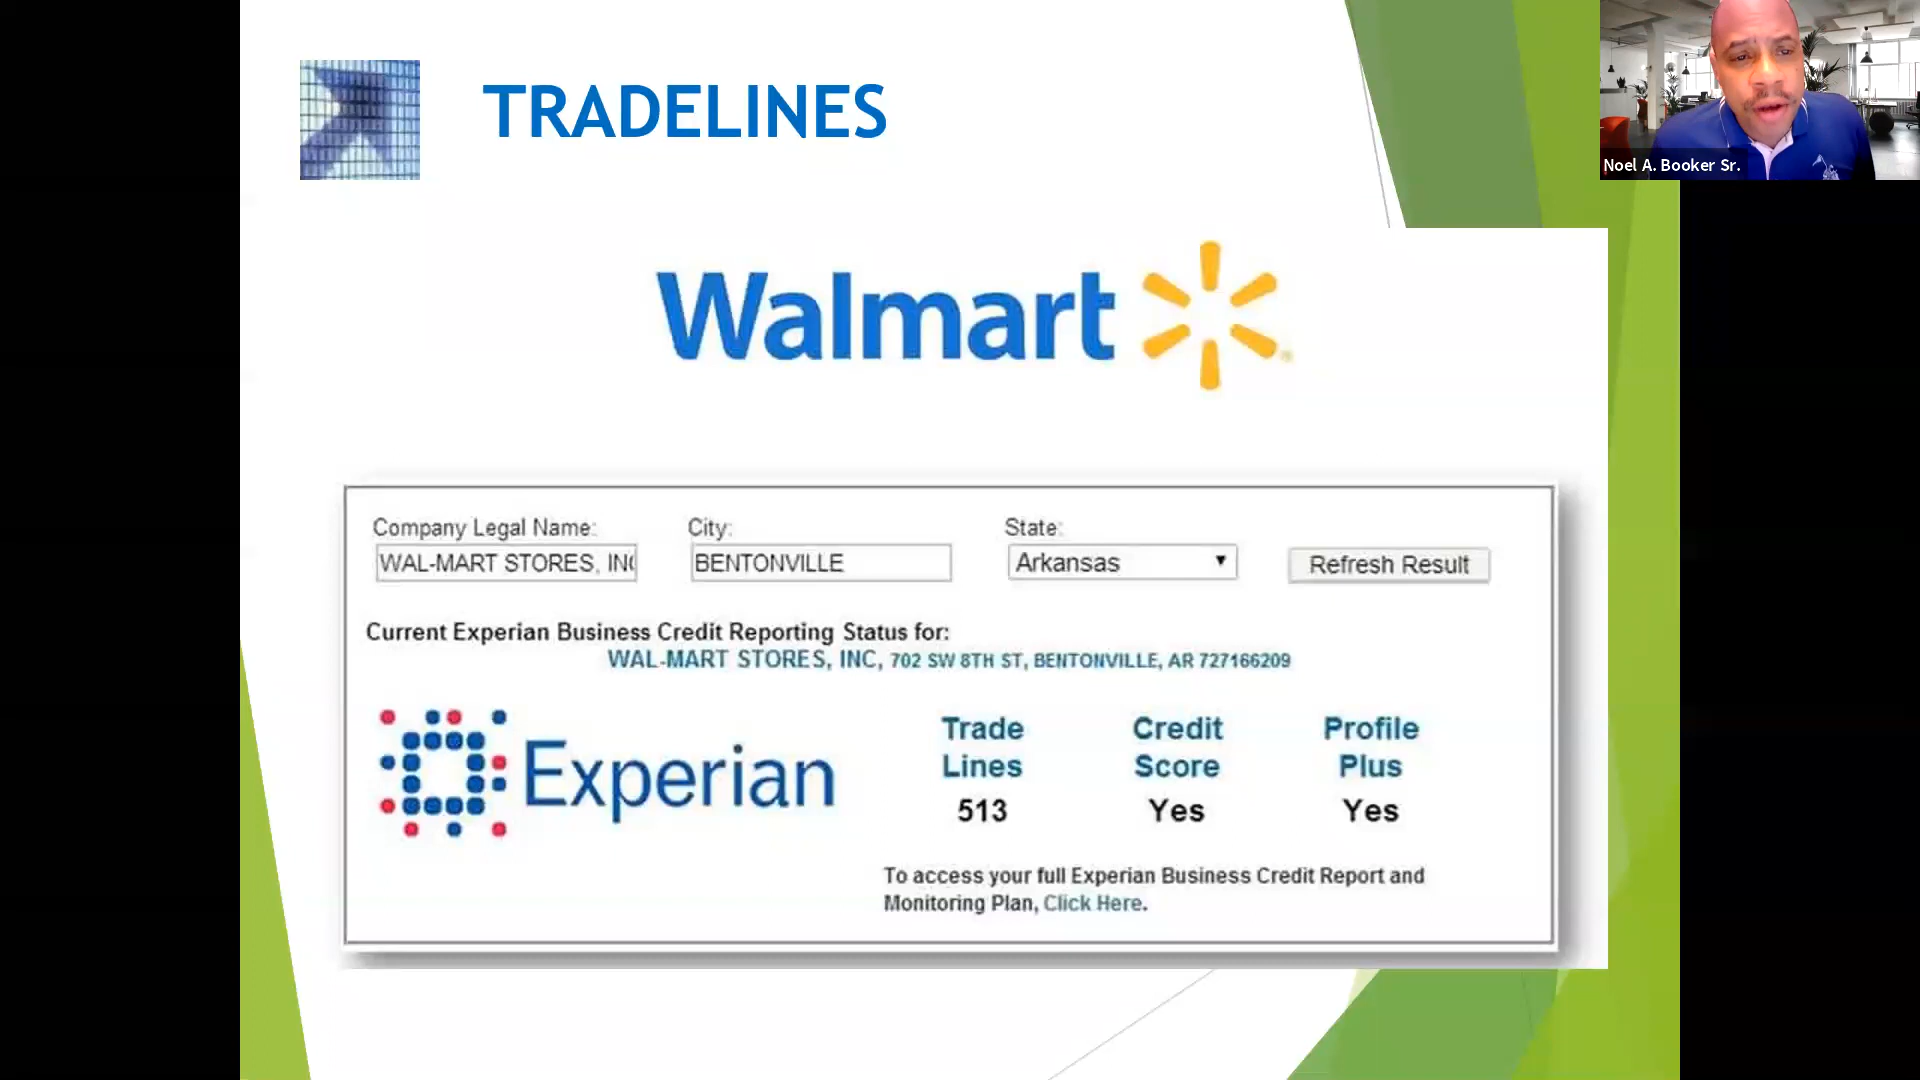 TRADELINES
Noel A. Booker Sr.
Walmart
Company Legal Name:
City:
State:
WAL-MART STORES, INC
BENTONVILLE
Arkansas
Refresh Result
Current Experian Business Credit Reporting Status for:
WAL-MART STORES, INC, 702 SW 8TH ST, BENTONVILLE, AR 727166209
Experian
Trade Lines
Credit Score
Profile Plus
513
Yes
Yes
To access your full Experian Business Credit Report and
Monitoring Plan, Click Here.